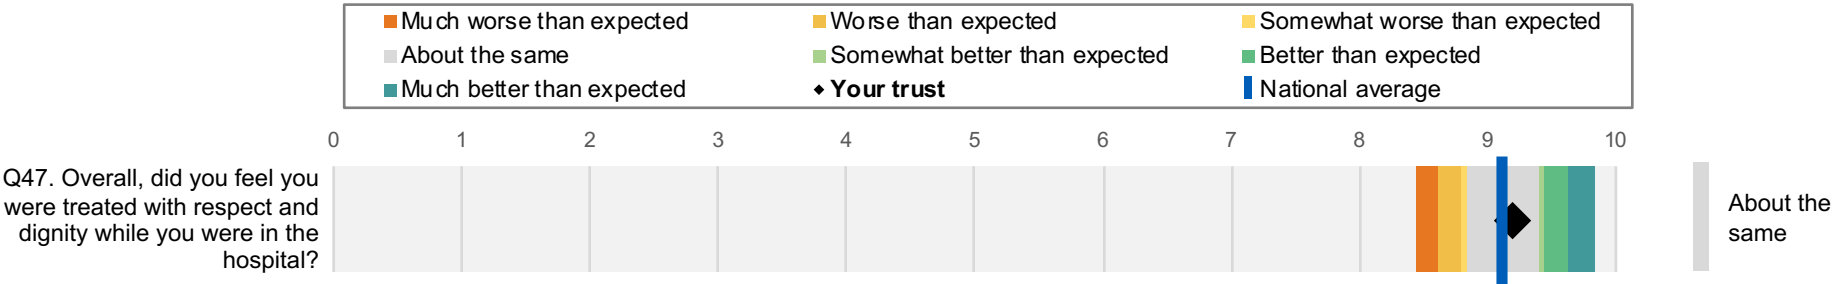 Much worse than expected Worse than expected Somewhat worse than expected
About the same Somewhat better than expected Better than expected
Much better than expected Your trust National average
0 1 2 3 4 5 6 7 8 9 10
Q47. Overall, did you feel you
were treated with respect and
dignity while you were in the
hospital?
About the
same